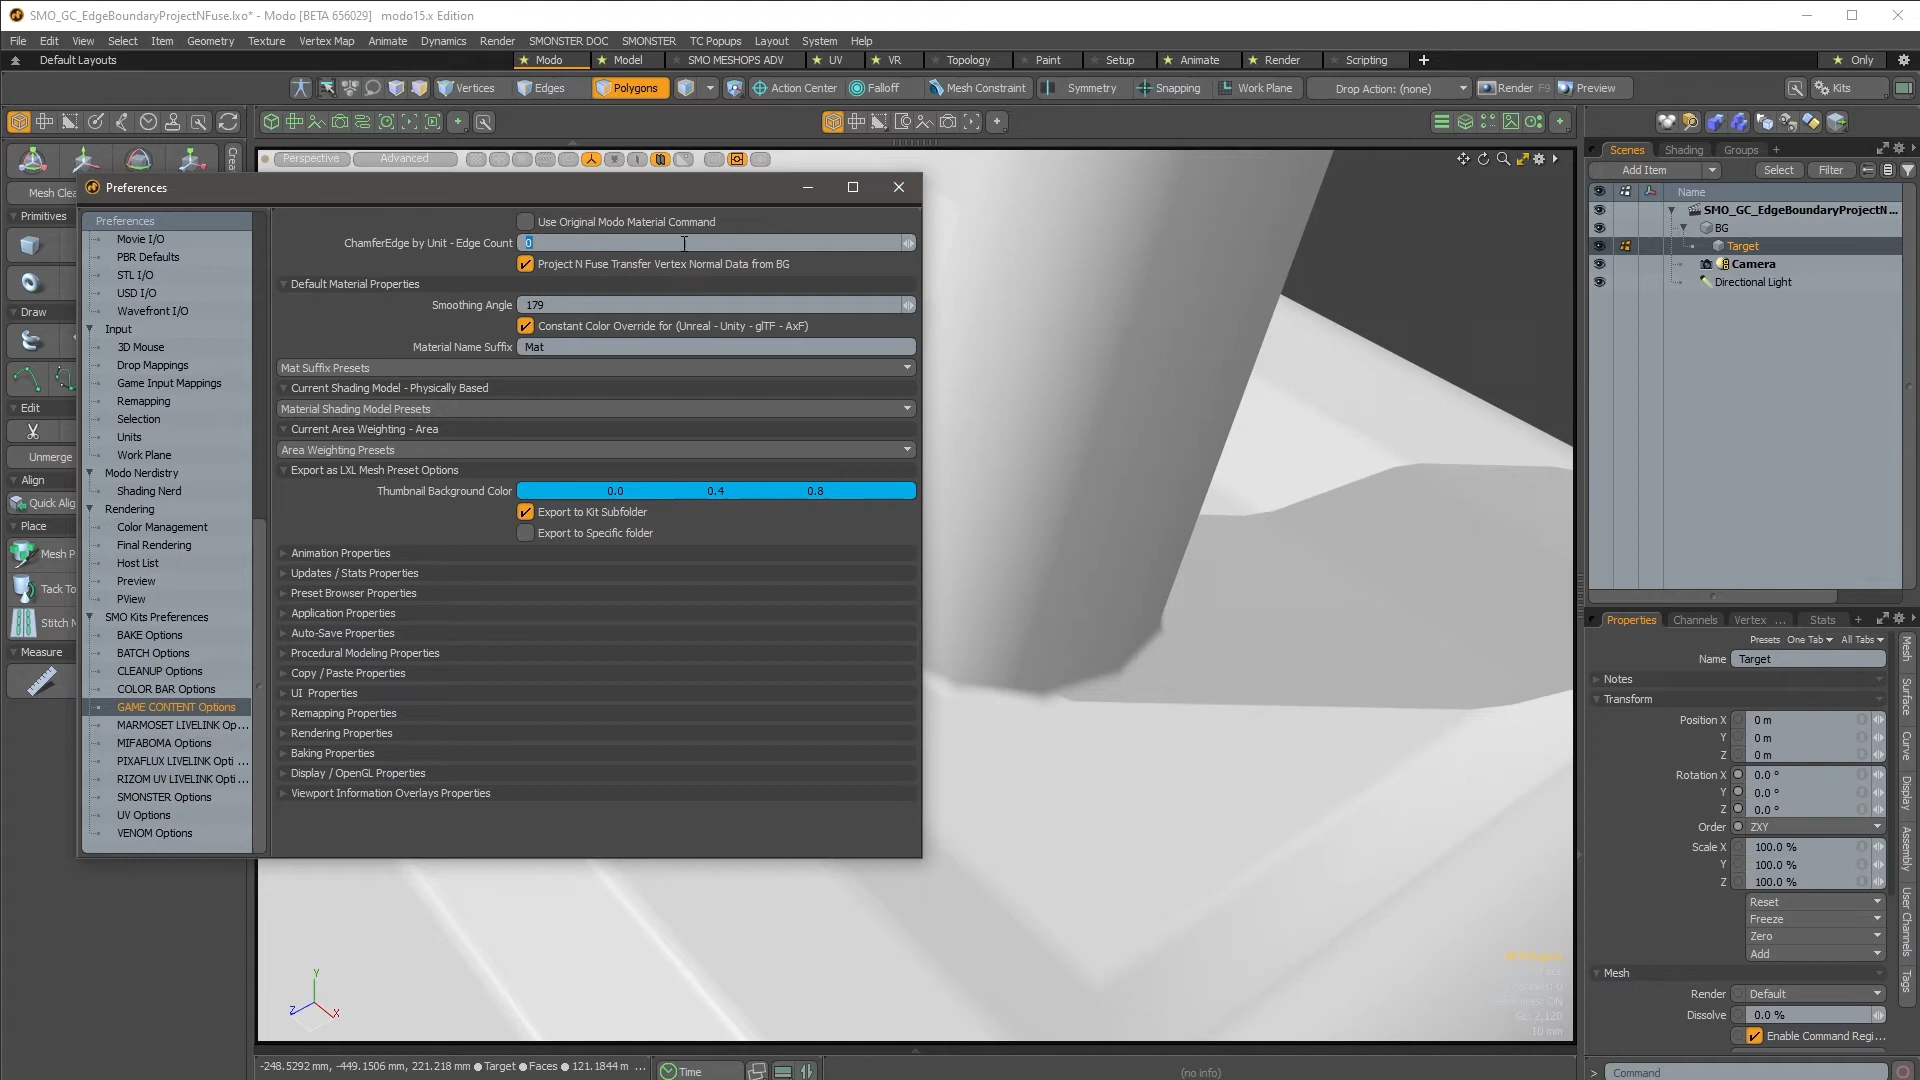 SMO_GC_EdgeBoundaryProjectNFuse.lxo* - Modo [BETA 656029] modo15.x Edition
File Edit View Select Item Geometry Texture Vertex Map Animate Dynamics Render SMONSTER DOC SMONSTER TC Popups Layout System Help
Default Layouts Modo Model SMO MESHOPS ADV UV VR Topology Paint Setup Animate Render Scripting + Only
Vertices Edges Polygons Action Center Falloff Mesh Constraint Symmetry Snapping Work Plane Drop Action: (none) Render F9 Preview Kits
Perspective Advanced
Mesh Clea
Primitives
Draw
Edit
Unmerge
Align
Quick Alig
Place
Mesh P
Tack To
Stitch M
Measure
Preferences
Preferences
Movie I/O
PBR Defaults
STL I/O
USD I/O
Wavefront I/O
Input
3D Mouse
Drop Mappings
Game Input Mappings
Remapping
Selection
Units
Work Plane
Modo Nerdistry
Shading Nerd
Rendering
Color Management
Final Rendering
Host List
Preview
PView
SMO Kits Preferences
BAKE Options
BATCH Options
CLEANUP Options
COLOR BAR Options
GAME CONTENT Options
MARMOSET LIVELINK Op...
MIFABOMA Options
PIXAFLUX LIVELINK Opti ...
RIZOM UV LIVELINK Opti...
SMONSTER Options
UV Options
VENOM Options
Use Original Modo Material Command
ChamferEdge by Unit - Edge Count 0
Project N Fuse Transfer Vertex Normal Data from BG
Default Material Properties
Smoothing Angle 179
Constant Color Override for (Unreal - Unity - glTF - AxF)
Material Name Suffix Mat
Mat Suffix Presets
Current Shading Model - Physically Based
Material Shading Model Presets
Current Area Weighting - Area
Area Weighting Presets
Export as LXL Mesh Preset Options
Thumbnail Background Color 0.0 0.4 0.8
Export to Kit Subfolder
Export to Specific folder
Animation Properties
Updates / Stats Properties
Preset Browser Properties
Application Properties
Auto-Save Properties
Procedural Modeling Properties
Copy / Paste Properties
UI Properties
Remapping Properties
Rendering Properties
Baking Properties
Display / OpenGL Properties
Viewport Information Overlays Properties
Y
Z X
GL: 2,120
10 mm
Scenes Shading Groups +
Add Item Select Filter
Name
SMO_GC_EdgeBoundaryProjectN...
BG
Target
Camera
Directional Light
Properties Channels Vertex ... Stats +
Presets One Tab All Tabs
Name Target
Notes
Transform
Position X 0 m
Y 0 m
Z 0 m
Rotation X 0.0 °
Y 0.0 °
Z 0.0 °
Order ZXY
Scale X 100.0 %
Y 100.0 %
Z 100.0 %
Reset
Freeze
Zero
Add
Mesh
Render Default
Dissolve 0.0 %
Enable Command Regi...
Mesh
Surface
Curve
Display
Assembly
User Channels
Tags
-248.5292 mm, -449.1506 mm, 221.218 mm Target Faces 121.1844 m ...
Time
(no info)
> Command